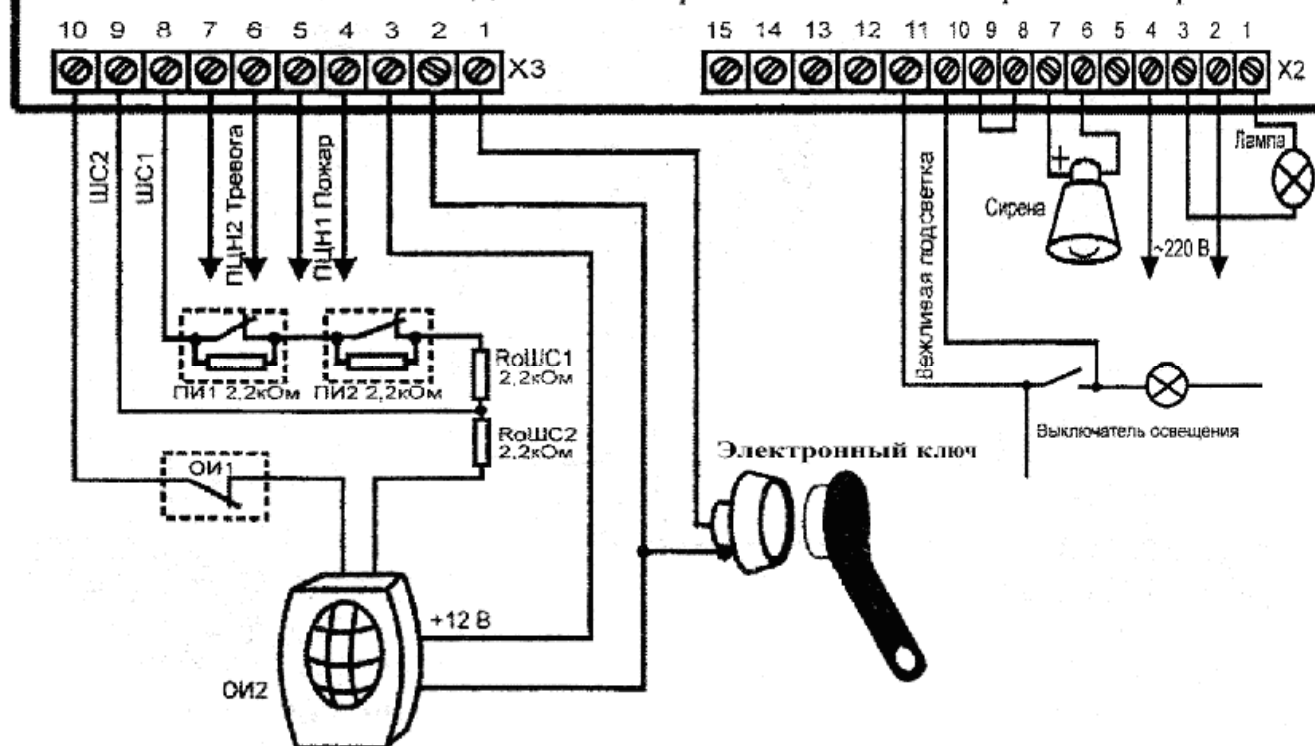 10 9 8 7 6 5 4 3 2 1
X3
15 14 13 12 11 10 9 8 7 6 5 4 3 2 1
X2
ШС2
ШС1
ПЦН2 Тревога
ПЦН1 Пожар
Вежливая подсветка
+
Сирена
~220 В
Лампа
ПИ1 2,2кОм
ПИ2 2,2кОм
RoШС1
2,2кОм
RoШС2
2,2кОм
ОИ1
Выключатель освещения
Электронный ключ
+12 В
ОИ2